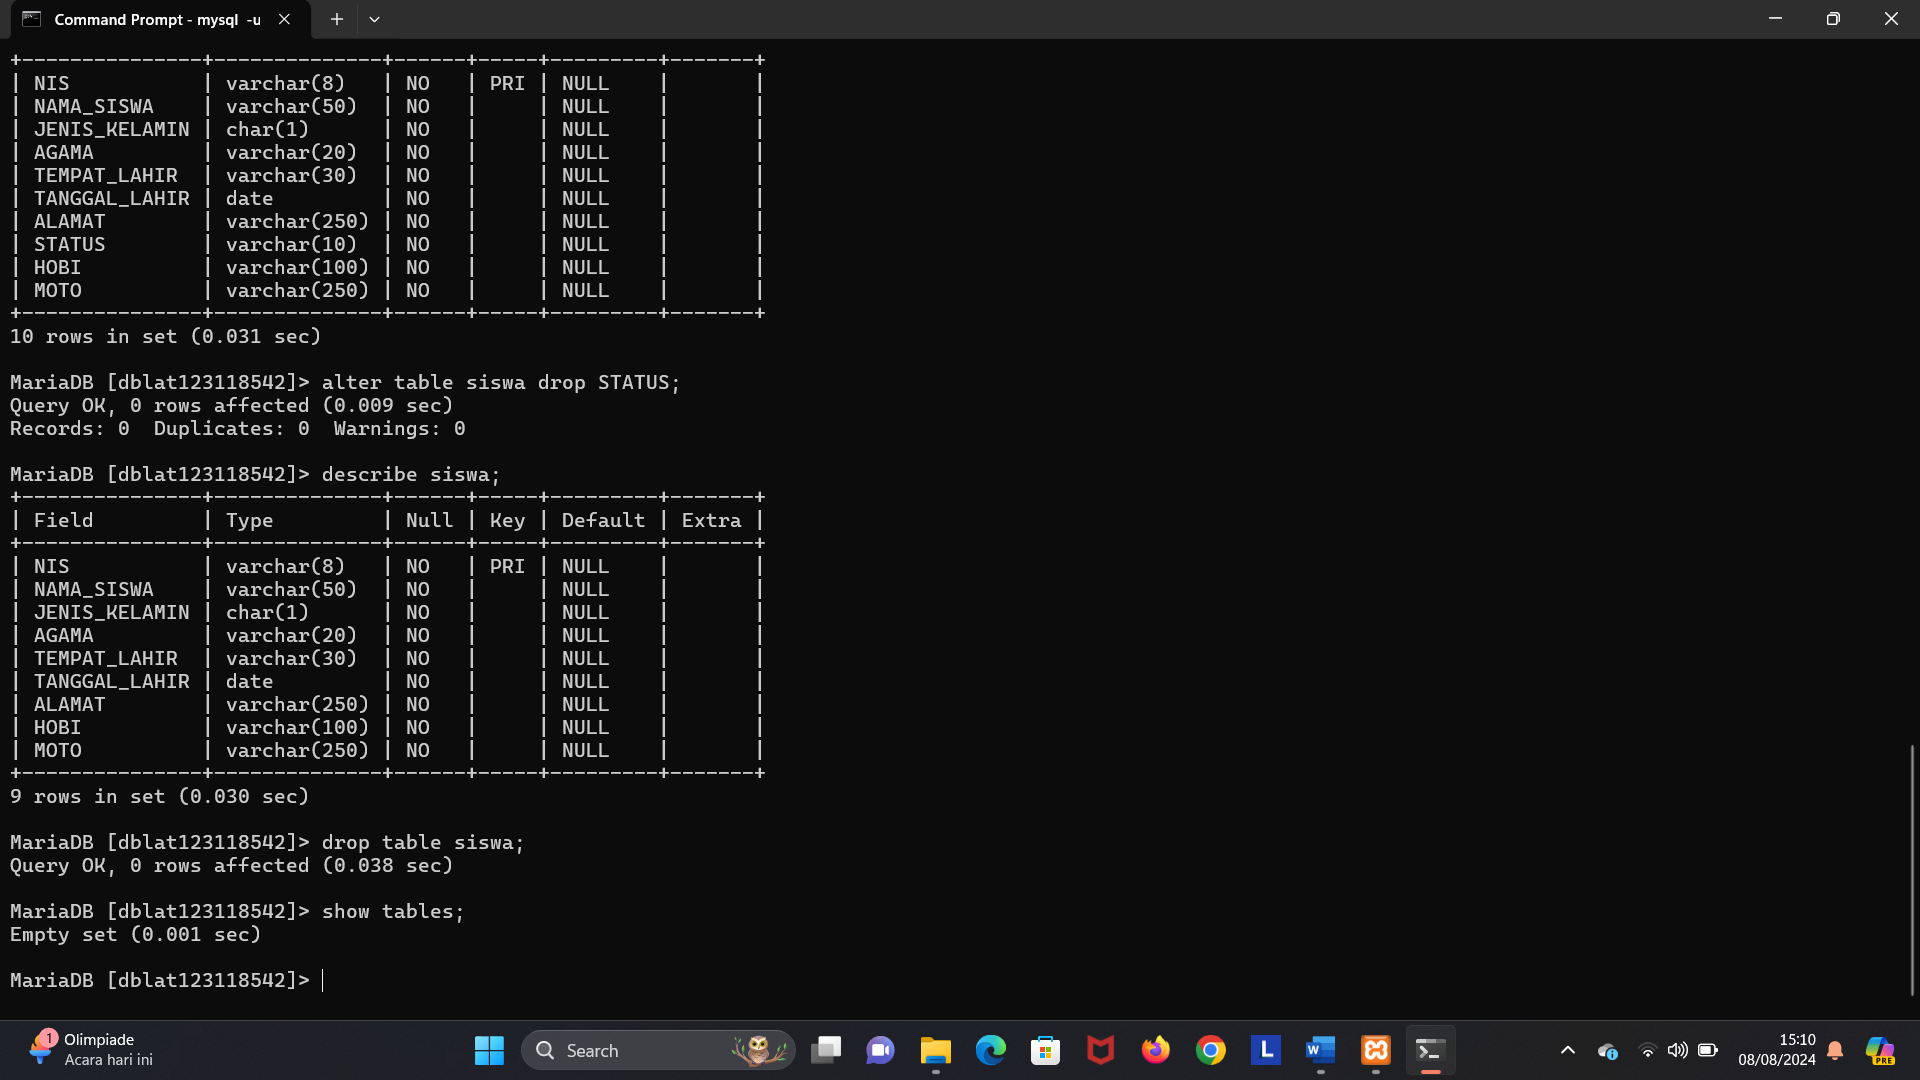 Command Prompt - mysql  -u
+---------------+--------------+------+-----+---------+-------+
| NIS           | varchar(8)   | NO   | PRI | NULL    |       |
| NAMA_SISWA    | varchar(50)  | NO   |     | NULL    |       |
| JENIS_KELAMIN | char(1)      | NO   |     | NULL    |       |
| AGAMA         | varchar(20)  | NO   |     | NULL    |       |
| TEMPAT_LAHIR  | varchar(30)  | NO   |     | NULL    |       |
| TANGGAL_LAHIR | date         | NO   |     | NULL    |       |
| ALAMAT        | varchar(250) | NO   |     | NULL    |       |
| STATUS        | varchar(10)  | NO   |     | NULL    |       |
| HOBI          | varchar(100) | NO   |     | NULL    |       |
| MOTO          | varchar(250) | NO   |     | NULL    |       |
+---------------+--------------+------+-----+---------+-------+
10 rows in set (0.031 sec)
MariaDB [dblat123118542]> alter table siswa drop STATUS;
Query OK, 0 rows affected (0.009 sec)
Records: 0  Duplicates: 0  Warnings: 0
MariaDB [dblat123118542]> describe siswa;
+---------------+--------------+------+-----+---------+-------+
| Field         | Type         | Null | Key | Default | Extra |
+---------------+--------------+------+-----+---------+-------+
| NIS           | varchar(8)   | NO   | PRI | NULL    |       |
| NAMA_SISWA    | varchar(50)  | NO   |     | NULL    |       |
| JENIS_KELAMIN | char(1)      | NO   |     | NULL    |       |
| AGAMA         | varchar(20)  | NO   |     | NULL    |       |
| TEMPAT_LAHIR  | varchar(30)  | NO   |     | NULL    |       |
| TANGGAL_LAHIR | date         | NO   |     | NULL    |       |
| ALAMAT        | varchar(250) | NO   |     | NULL    |       |
| HOBI          | varchar(100) | NO   |     | NULL    |       |
| MOTO          | varchar(250) | NO   |     | NULL    |       |
+---------------+--------------+------+-----+---------+-------+
9 rows in set (0.030 sec)
MariaDB [dblat123118542]> drop table siswa;
Query OK, 0 rows affected (0.038 sec)
MariaDB [dblat123118542]> show tables;
Empty set (0.001 sec)
MariaDB [dblat123118542]>
1
Olimpiade
Acara hari ini
Search
L
W
15:10
08/08/2024
PRE